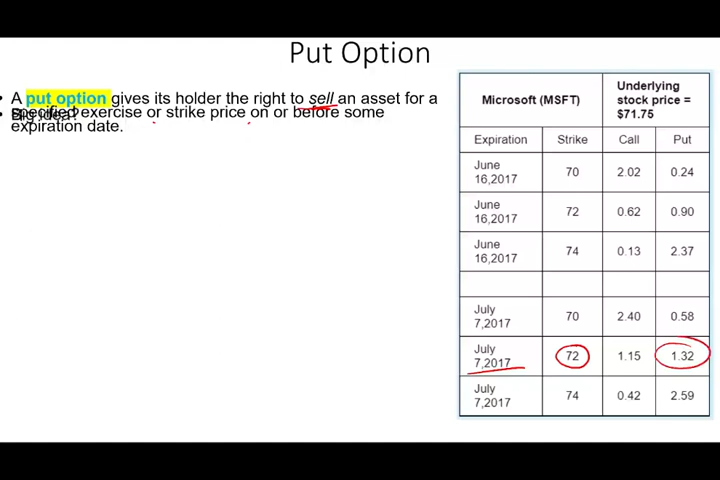 Put Option
• A put option gives its holder the right to sell an asset for a
specified exercise or strike price on or before some
• Big idea?
expiration date.
Microsoft (MSFT) Underlying stock price = $71.75
Expiration Strike Call Put
June 16,2017 70 2.02 0.24
June 16,2017 72 0.62 0.90
June 16,2017 74 0.13 2.37
July 7,2017 70 2.40 0.58
July 7,2017 72 1.15 1.32
July 7,2017 74 0.42 2.59